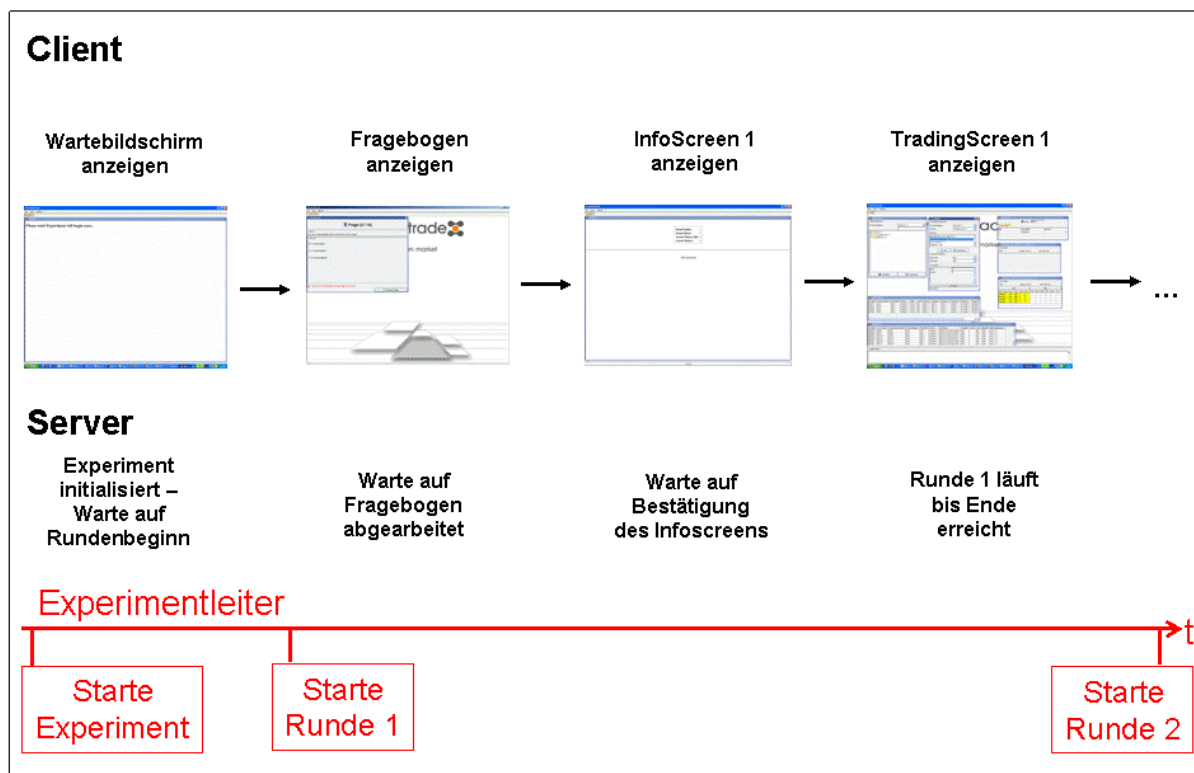 Client
Wartebildschirm
anzeigen
Fragebogen
anzeigen
InfoScreen 1
anzeigen
TradingScreen 1
anzeigen
trade
n market
...
Server
Experiment
initialisiert –
Warte auf
Rundenbeginn
Warte auf
Fragebogen
abgearbeitet
Warte auf
Bestätigung
des Infoscreens
Runde 1 läuft
bis Ende
erreicht
Experimentleiter
t
Starte
Experiment
Starte
Runde 1
Starte
Runde 2